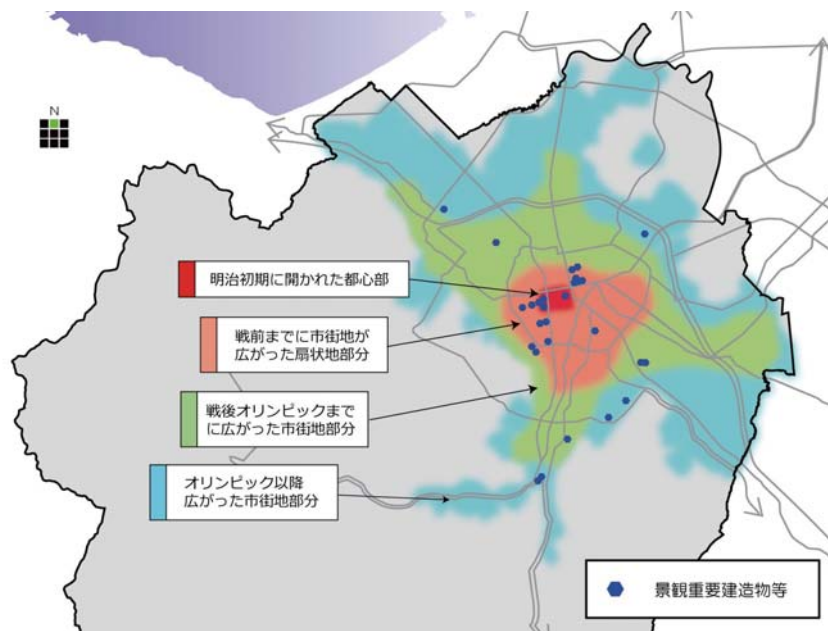 N
明治初期に開かれた都心部
戦前までに市街地が
広がった扇状地部分
戦後オリンピックまで
に広がった市街地部分
オリンピック以降
広がった市街地部分
景観重要建造物等